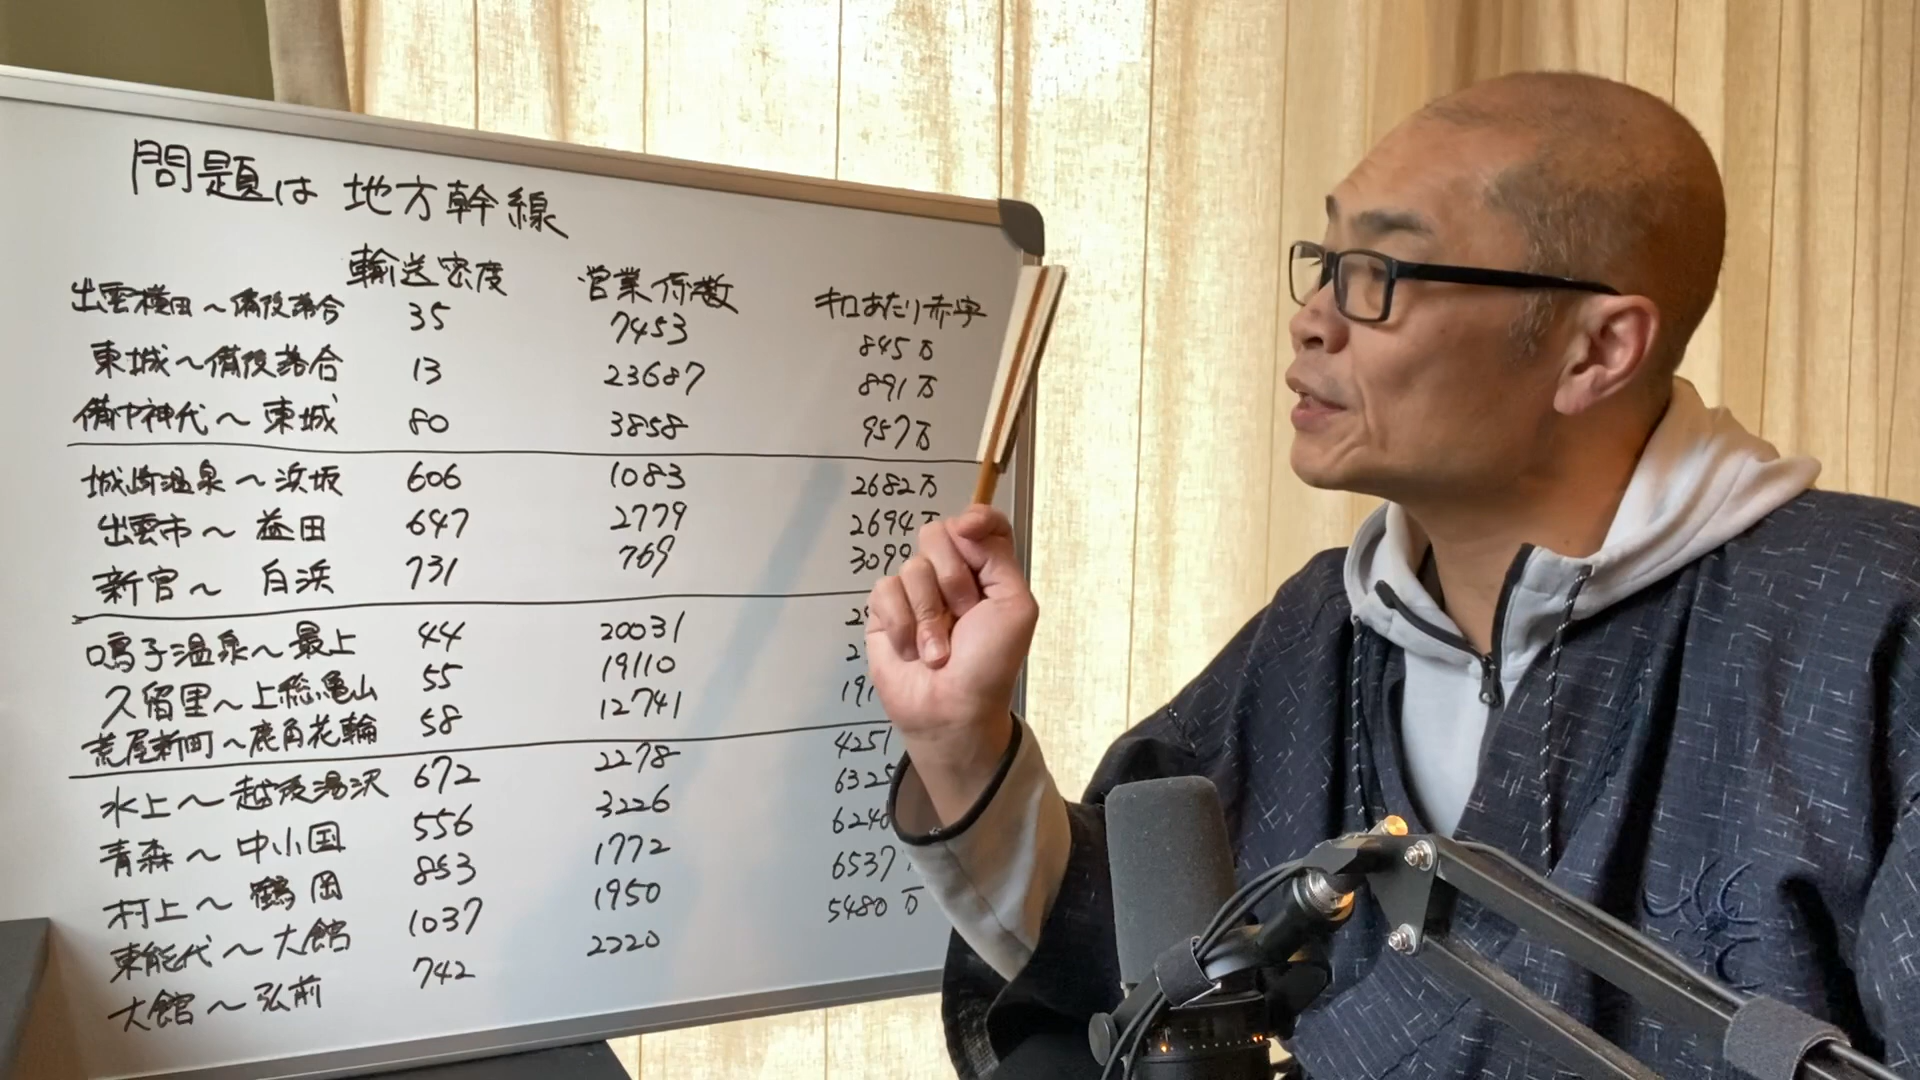 問題は 地方幹線
輸送密度 営業係数 キロあたり赤字
出雲横田～備後落合 35 7453 845万
東城～備後落合 13 23687 891万
備中神代～東城 80 3858 957万
城崎温泉～浜坂 606 1083 2682万
出雲市～益田 647 2779 2694万
新宮～白浜 731 769 3099
鳴子温泉～最上 44 20031
久留里～上総亀山 55 19110
荒屋新町～鹿角花輪 58 12741
水上～越後湯沢 672 2278 4251
青森～中小国 556 3226 6325
村上～鶴岡 853 1772 6240
東能代～大館 1037 1950 6537
大館～弘前 742 2220 5480万